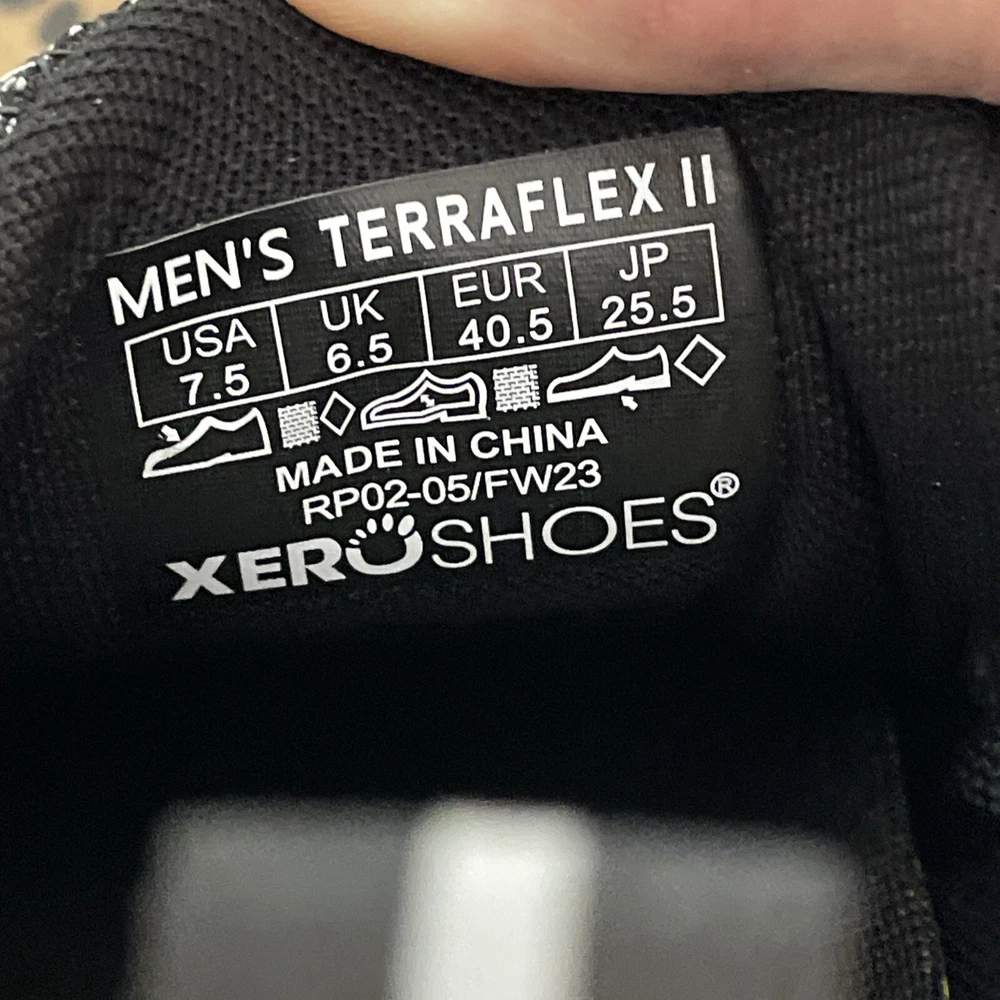 MEN'S TERRAFLEX II
USA UK EUR JP
7.5 6.5 40.5 25.5
MADE IN CHINA
RP02-05/FW23
XEROSHOES®